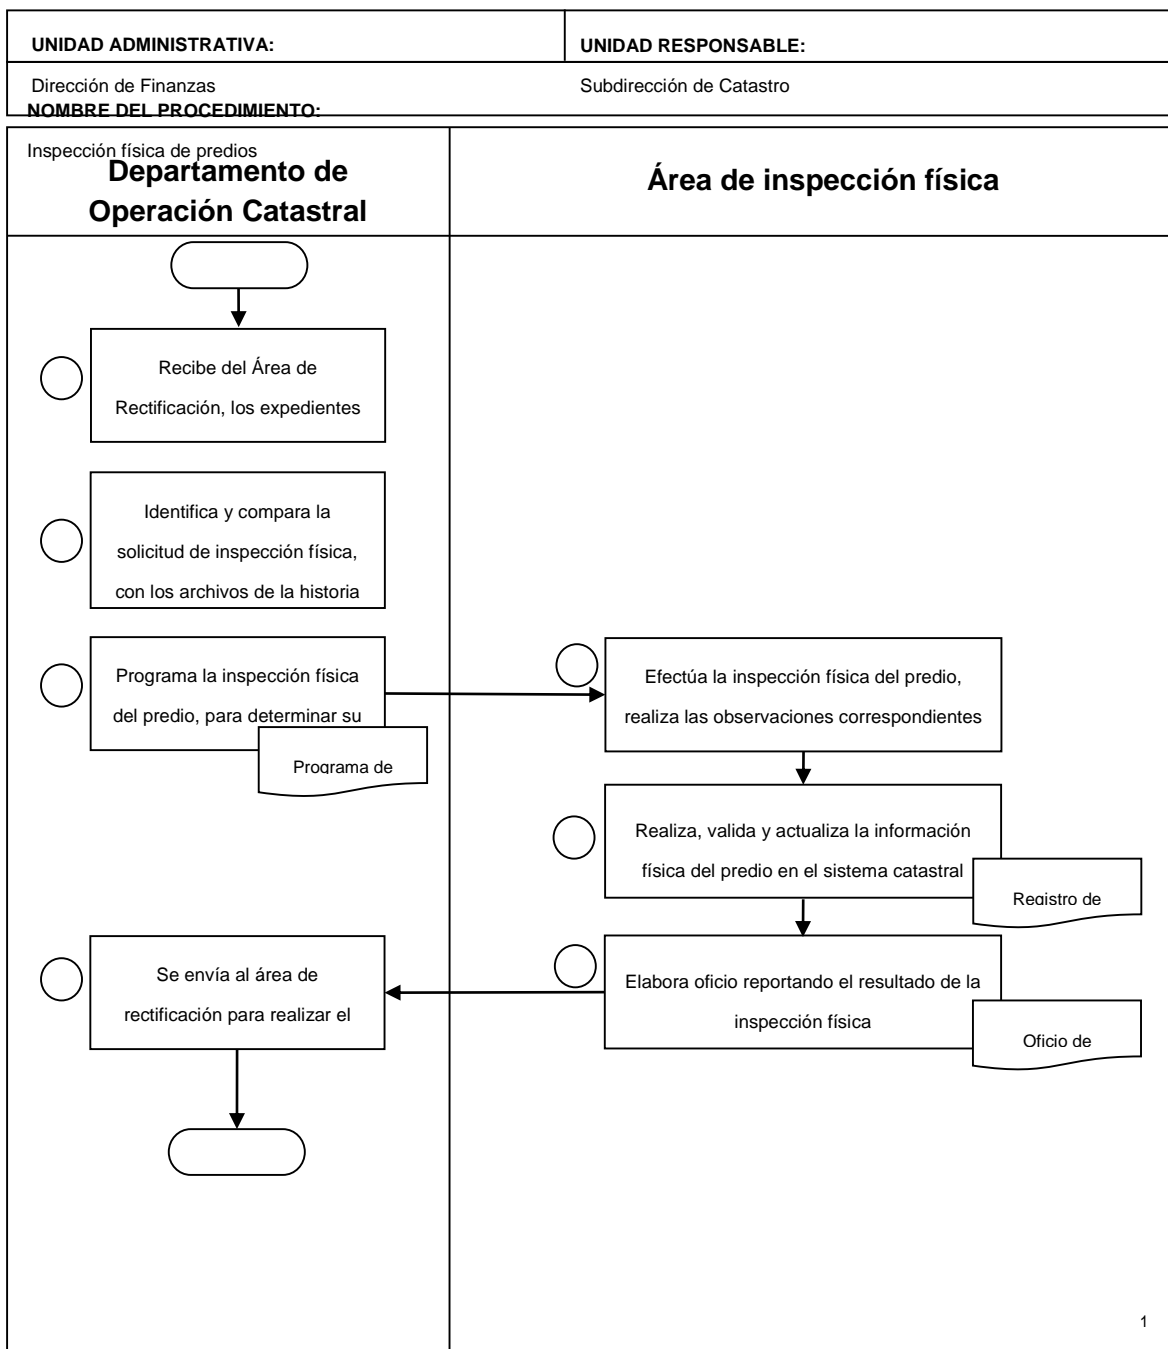 UNIDAD ADMINISTRATIVA:
UNIDAD RESPONSABLE:
Dirección de Finanzas
Subdirección de Catastro
NOMBRE DEL PROCEDIMIENTO:
Inspección física de predios
Departamento de
Operación Catastral
Área de inspección física
Recibe del Área de
Rectificación, los expedientes
Identifica y compara la
solicitud de inspección física,
con los archivos de la historia
Programa la inspección física
del predio, para determinar su
Programa de
Efectúa la inspección física del predio,
realiza las observaciones correspondientes
Realiza, valida y actualiza la información
física del predio en el sistema catastral
Registro de
Elabora oficio reportando el resultado de la
inspección física
Oficio de
Se envía al área de
rectificación para realizar el
1